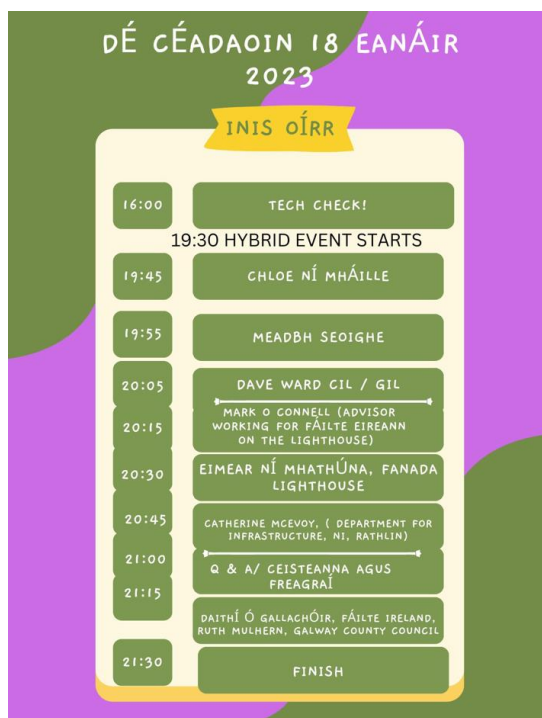 DÉ CÉADAOIN 18 EANÁIR
2023
INIS OÍRR
16:00 TECH CHECK!
19:30 HYBRID EVENT STARTS
19:45 CHLOE NÍ MHÁILLE
19:55 MEADBH SEOIGHE
20:05 DAVE WARD CIL / GIL
20:15 MARK O CONNELL (ADVISOR
WORKING FOR FÁILTE EIREANN
ON THE LIGHTHOUSE)
20:30 EIMEAR NÍ MHATHÚNA, FANADA
LIGHTHOUSE
20:45 CATHERINE MCEVOY, ( DEPARTMENT FOR
INFRASTRUCTURE, NI, RATHLIN)
21:00 Q & A/ CEISTEANNA AGUS
FREAGRAÍ
21:15 DAITHÍ Ó GALLACHÓIR, FÁILTE IRELAND,
RUTH MULHERN, GALWAY COUNTY COUNCIL
21:30 FINISH